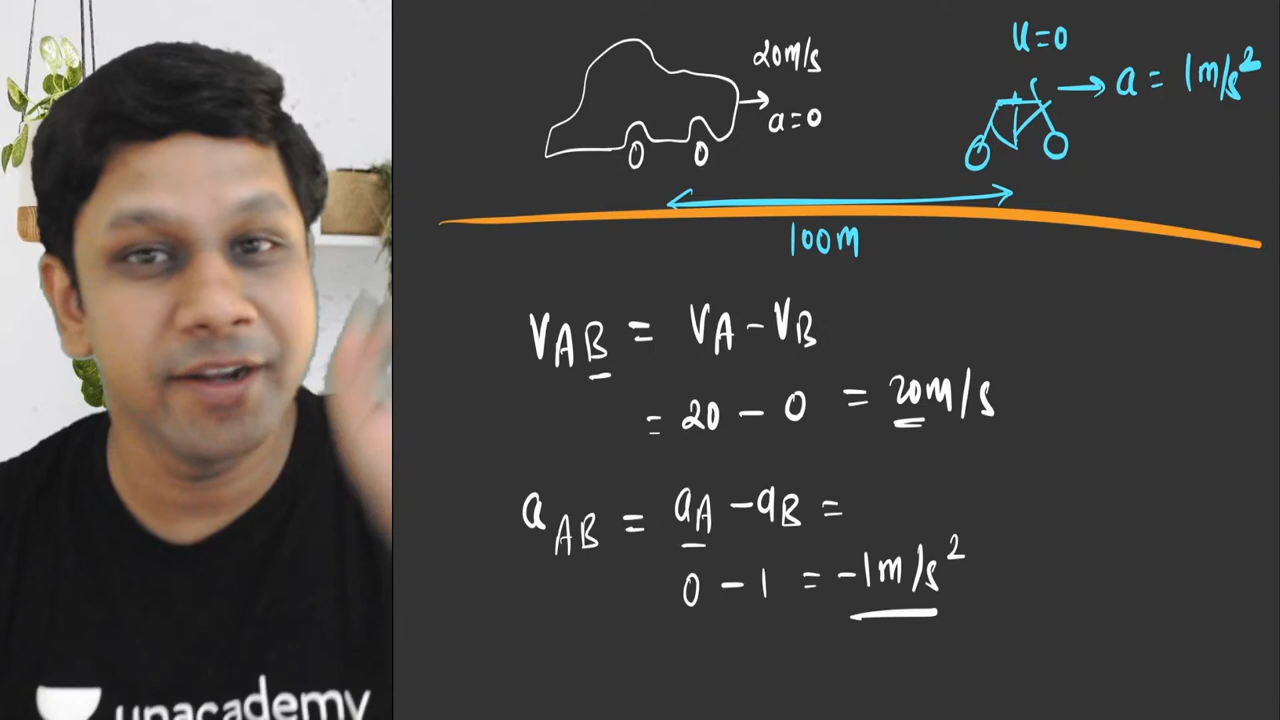 20m/s
a=0
u=0
a = 1m/s²
100m
VAB = VA - VB
= 20 - 0 = 20m/s
aAB = aA - aB =
0 - 1 = -1m/s²
unacademy